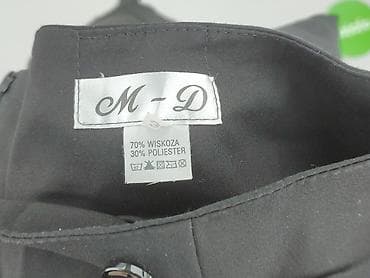 M-D
70% WISKOZA
30% POLIESTER